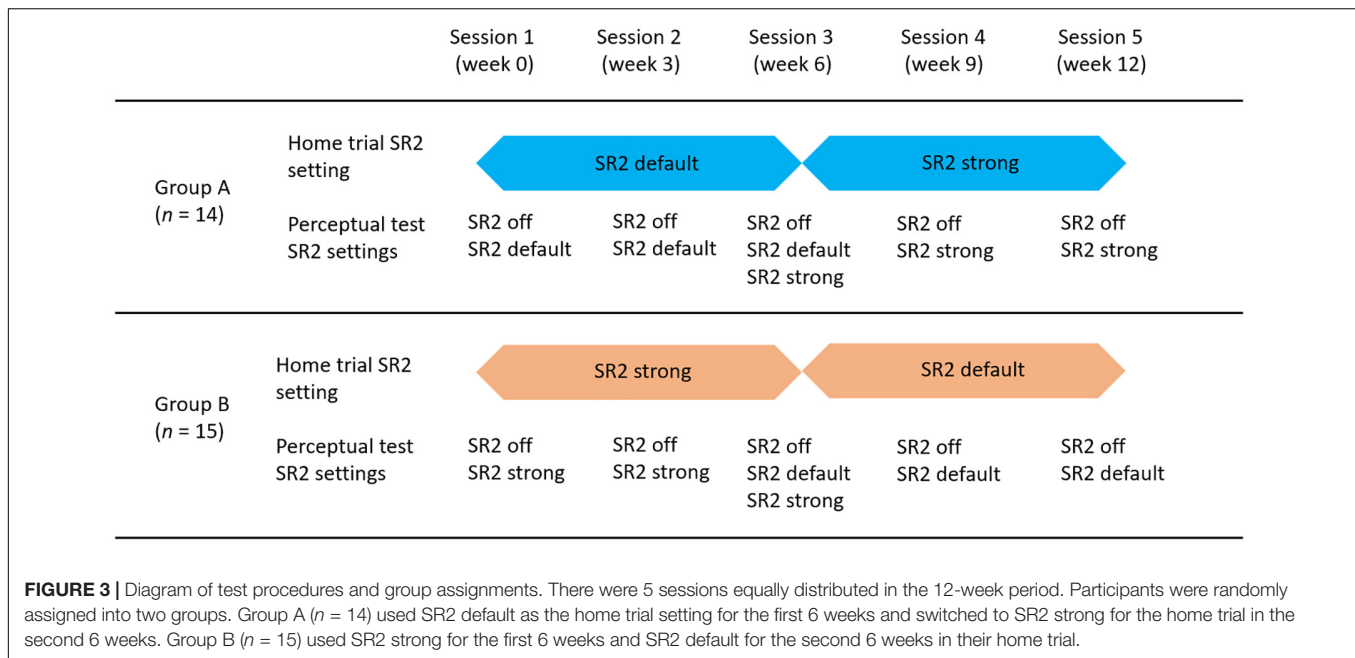 Session 1 Session 2 Session 3 Session 4 Session 5
(week 0) (week 3) (week 6) (week 9) (week 12)
Group A
(n = 14)
Home trial SR2
setting
SR2 default SR2 strong
Perceptual test
SR2 settings
SR2 off SR2 off SR2 off SR2 off SR2 off
SR2 default SR2 default SR2 default SR2 strong SR2 strong
SR2 strong
Group B
(n = 15)
Home trial SR2
setting
SR2 strong SR2 default
Perceptual test
SR2 settings
SR2 off SR2 off SR2 off SR2 off SR2 off
SR2 strong SR2 strong SR2 default SR2 default SR2 default
SR2 strong
FIGURE 3 | Diagram of test procedures and group assignments. There were 5 sessions equally distributed in the 12-week period. Participants were randomly
assigned into two groups. Group A (n = 14) used SR2 default as the home trial setting for the first 6 weeks and switched to SR2 strong for the home trial in the
second 6 weeks. Group B (n = 15) used SR2 strong for the first 6 weeks and SR2 default for the second 6 weeks in their home trial.